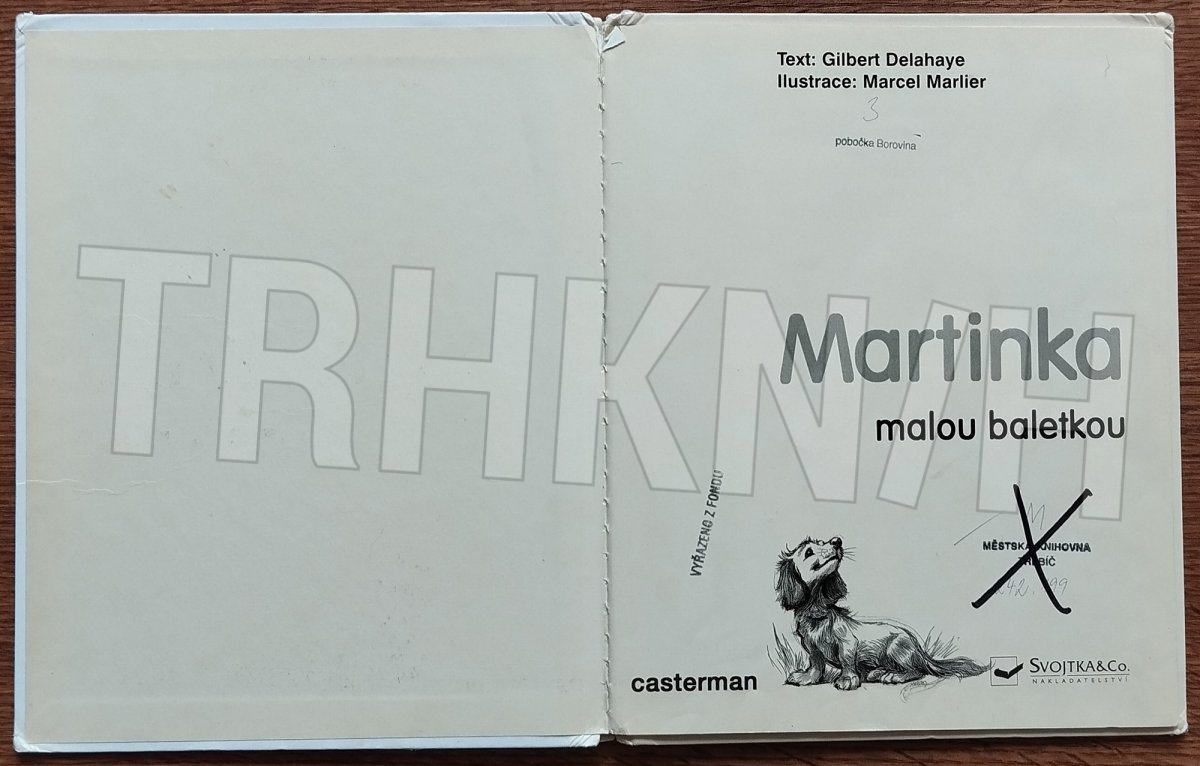 Text: Gilbert Delahaye
Ilustrace: Marcel Marlier
3
pobočka Borovina
TRHKNIH
Martinka
malou baletkou
VYŘAZENO Z FONDU
M
MĚSTSKÁ KNIHOVNA
TŘEBÍČ
casterman
SVOJTKA&CO.
NAKLADATELSTVÍ